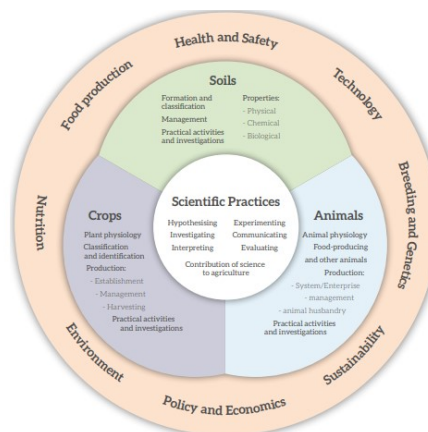 Health and Safety
Technology
Breeding and Genetics
Sustainability
Policy and Economics
Environment
Nutrition
Food production
Soils
Formation and
classification
Management
Practical activities
and investigations
Properties:
- Physical
- Chemical
- Biological
Scientific Practices
Hypothesising
Investigating
Interpreting
Experimenting
Communicating
Evaluating
Contribution of science
to agriculture
Crops
Plant physiology
Classification
and identification
Production:
- Establishment
- Management
- Harvesting
Practical activities
and investigations
Animals
Animal physiology
Food-producing
and other animals
Production:
- System/Enterprise
- management
- animal husbandry
Practical activities
and investigations